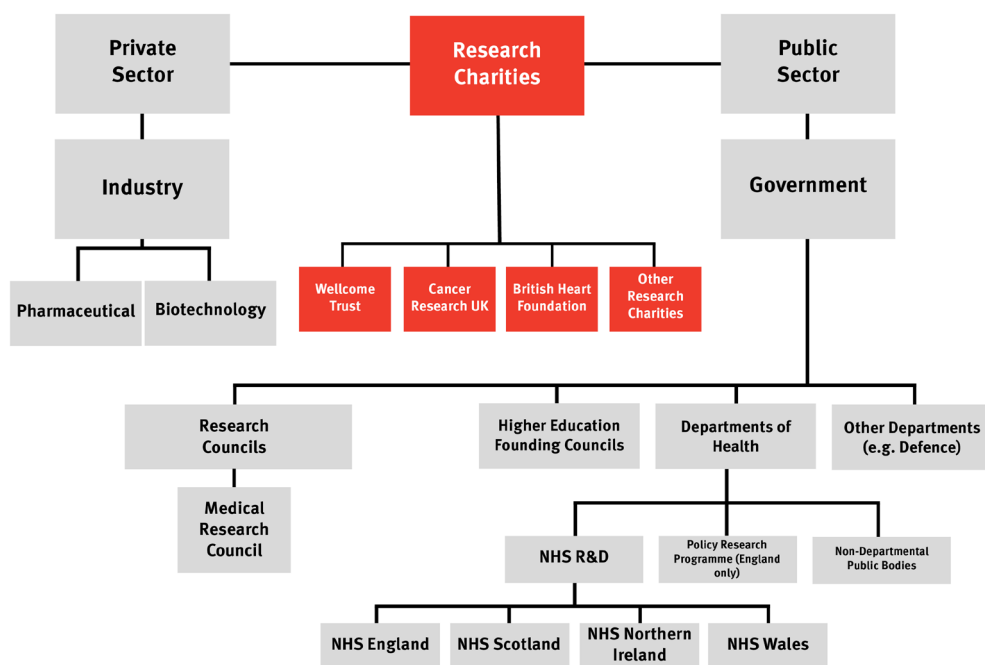 Private
Sector
Research
Charities
Public
Sector
Industry
Government
Pharmaceutical
Biotechnology
Wellcome
Trust
Cancer
Research UK
British Heart
Foundation
Other
Research
Charities
Research
Councils
Higher Education
Founding Councils
Departments of
Health
Other Departments
(e.g. Defence)
Medical
Research
Council
NHS R&D
Policy Research
Programme (England
only)
Non-Departmental
Public Bodies
NHS England
NHS Scotland
NHS Northern
Ireland
NHS Wales